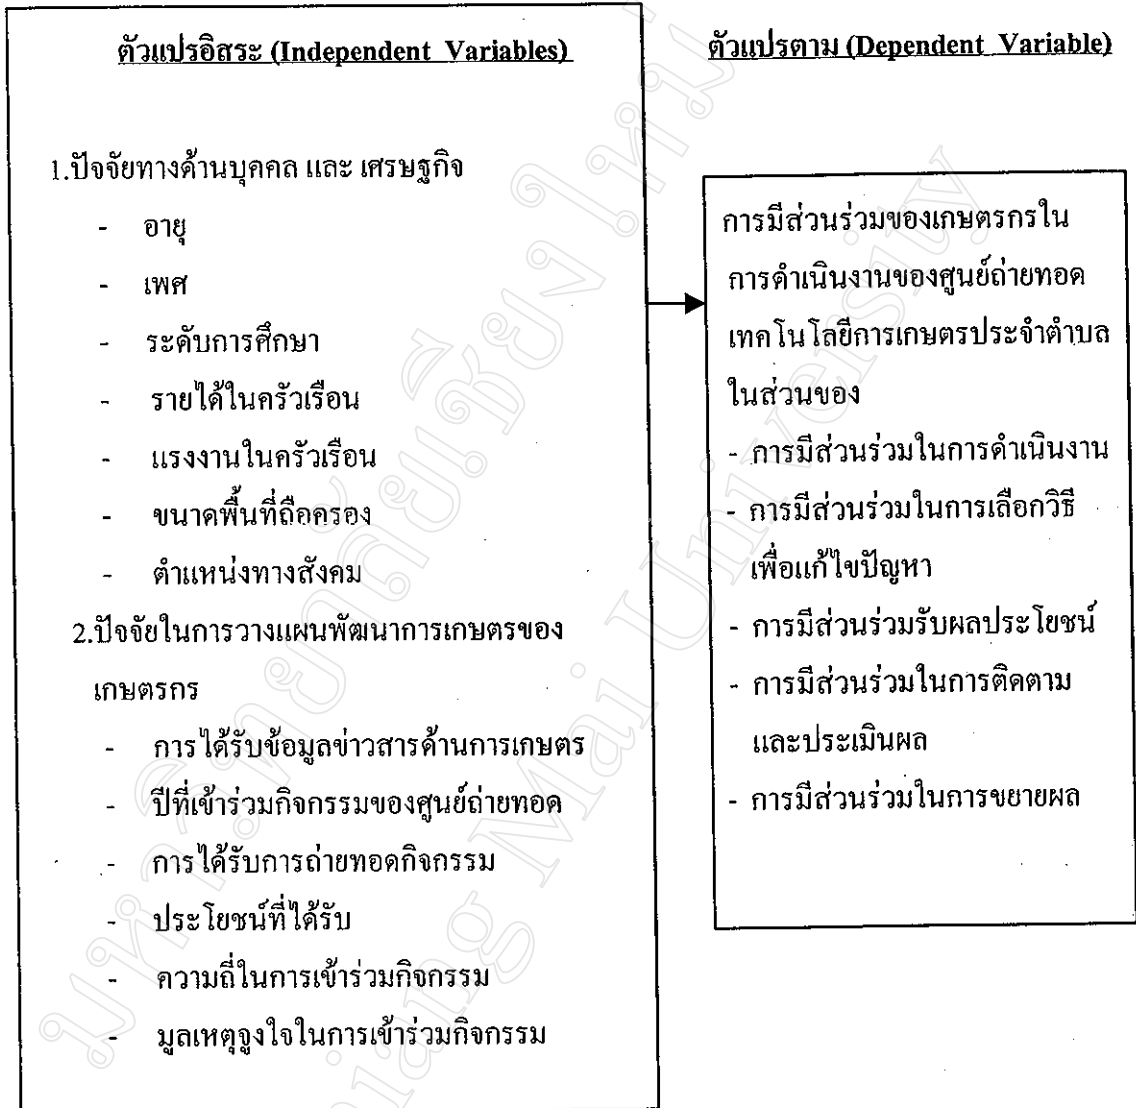 ตัวแปรอิสระ (Independent Variables)
1.ปัจจัยทางด้านบุคคล และ เศรษฐกิจ
- อายุ
- เพศ
- ระดับการศึกษา
- รายได้ในครัวเรือน
- แรงงานในครัวเรือน
- ขนาดพื้นที่ถือครอง
- ตำแหน่งทางสังคม
2.ปัจจัยในการวางแผนพัฒนาการเกษตรของ
เกษตรกร
- การได้รับข้อมูลข่าวสารด้านการเกษตร
- ปีที่เข้าร่วมกิจกรรมของศูนย์ถ่ายทอด
- การได้รับการถ่ายทอดกิจกรรม
- ประโยชน์ที่ได้รับ
- ความถี่ในการเข้าร่วมกิจกรรม
- มูลเหตุจูงใจในการเข้าร่วมกิจกรรม
ตัวแปรตาม (Dependent Variable)
การมีส่วนร่วมของเกษตรกรใน
การดำเนินงานของศูนย์ถ่ายทอด
เทคโนโลยีการเกษตรประจำตำบล
ในส่วนของ
- การมีส่วนร่วมในการดำเนินงาน
- การมีส่วนร่วมในการเลือกวิธี
เพื่อแก้ไขปัญหา
- การมีส่วนร่วมรับผลประโยชน์
- การมีส่วนร่วมในการติดตาม
และประเมินผล
- การมีส่วนร่วมในการขยายผล
มหาวิทยาลัยเชียงใหม่
iang Mai University